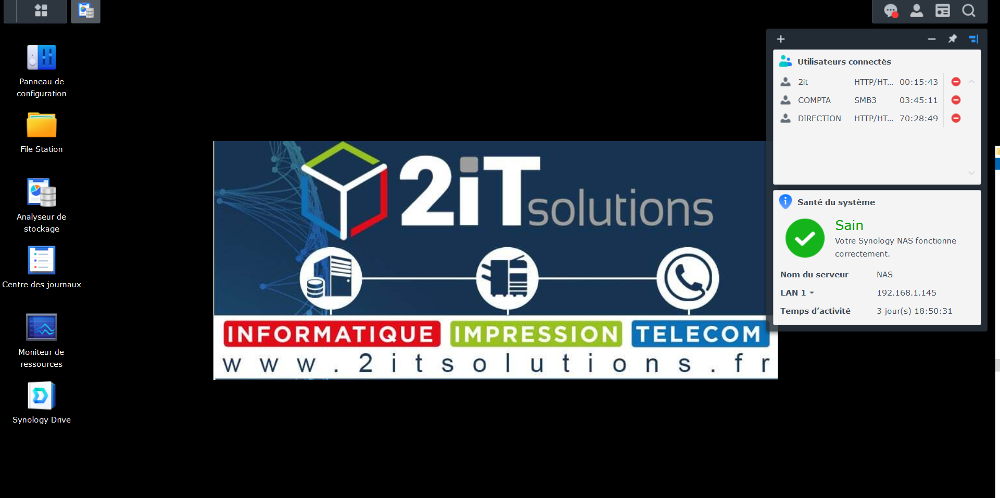 Panneau de
configuration
File Station
Analyseur de
stockage
Centre des journaux
Moniteur de
ressources
Synology Drive
2iTsolutions
INFORMATIQUE IMPRESSION TELECOM
www.2itsolutions.fr
Utilisateurs connectés
2it HTTP/HT... 00:15:43
COMPTA SMB3 03:45:11
DIRECTION HTTP/HT... 70:28:49
Santé du système
Sain
Votre Synology NAS fonctionne
correctement.
Nom du serveur NAS
LAN 1 192.168.1.145
Temps d’activité 3 jour(s) 18:50:31